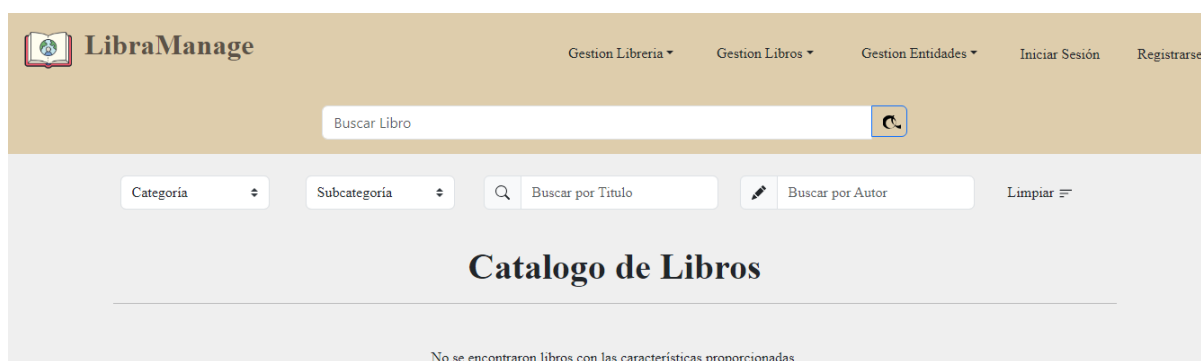 LibraManage
Gestion Libreria
Gestion Libros
Gestion Entidades
Iniciar Sesión
Registrarse
Buscar Libro
Categoría
Subcategoría
Buscar por Titulo
Buscar por Autor
Limpiar
Catalogo de Libros
No se encontraron libros con las características proporcionadas